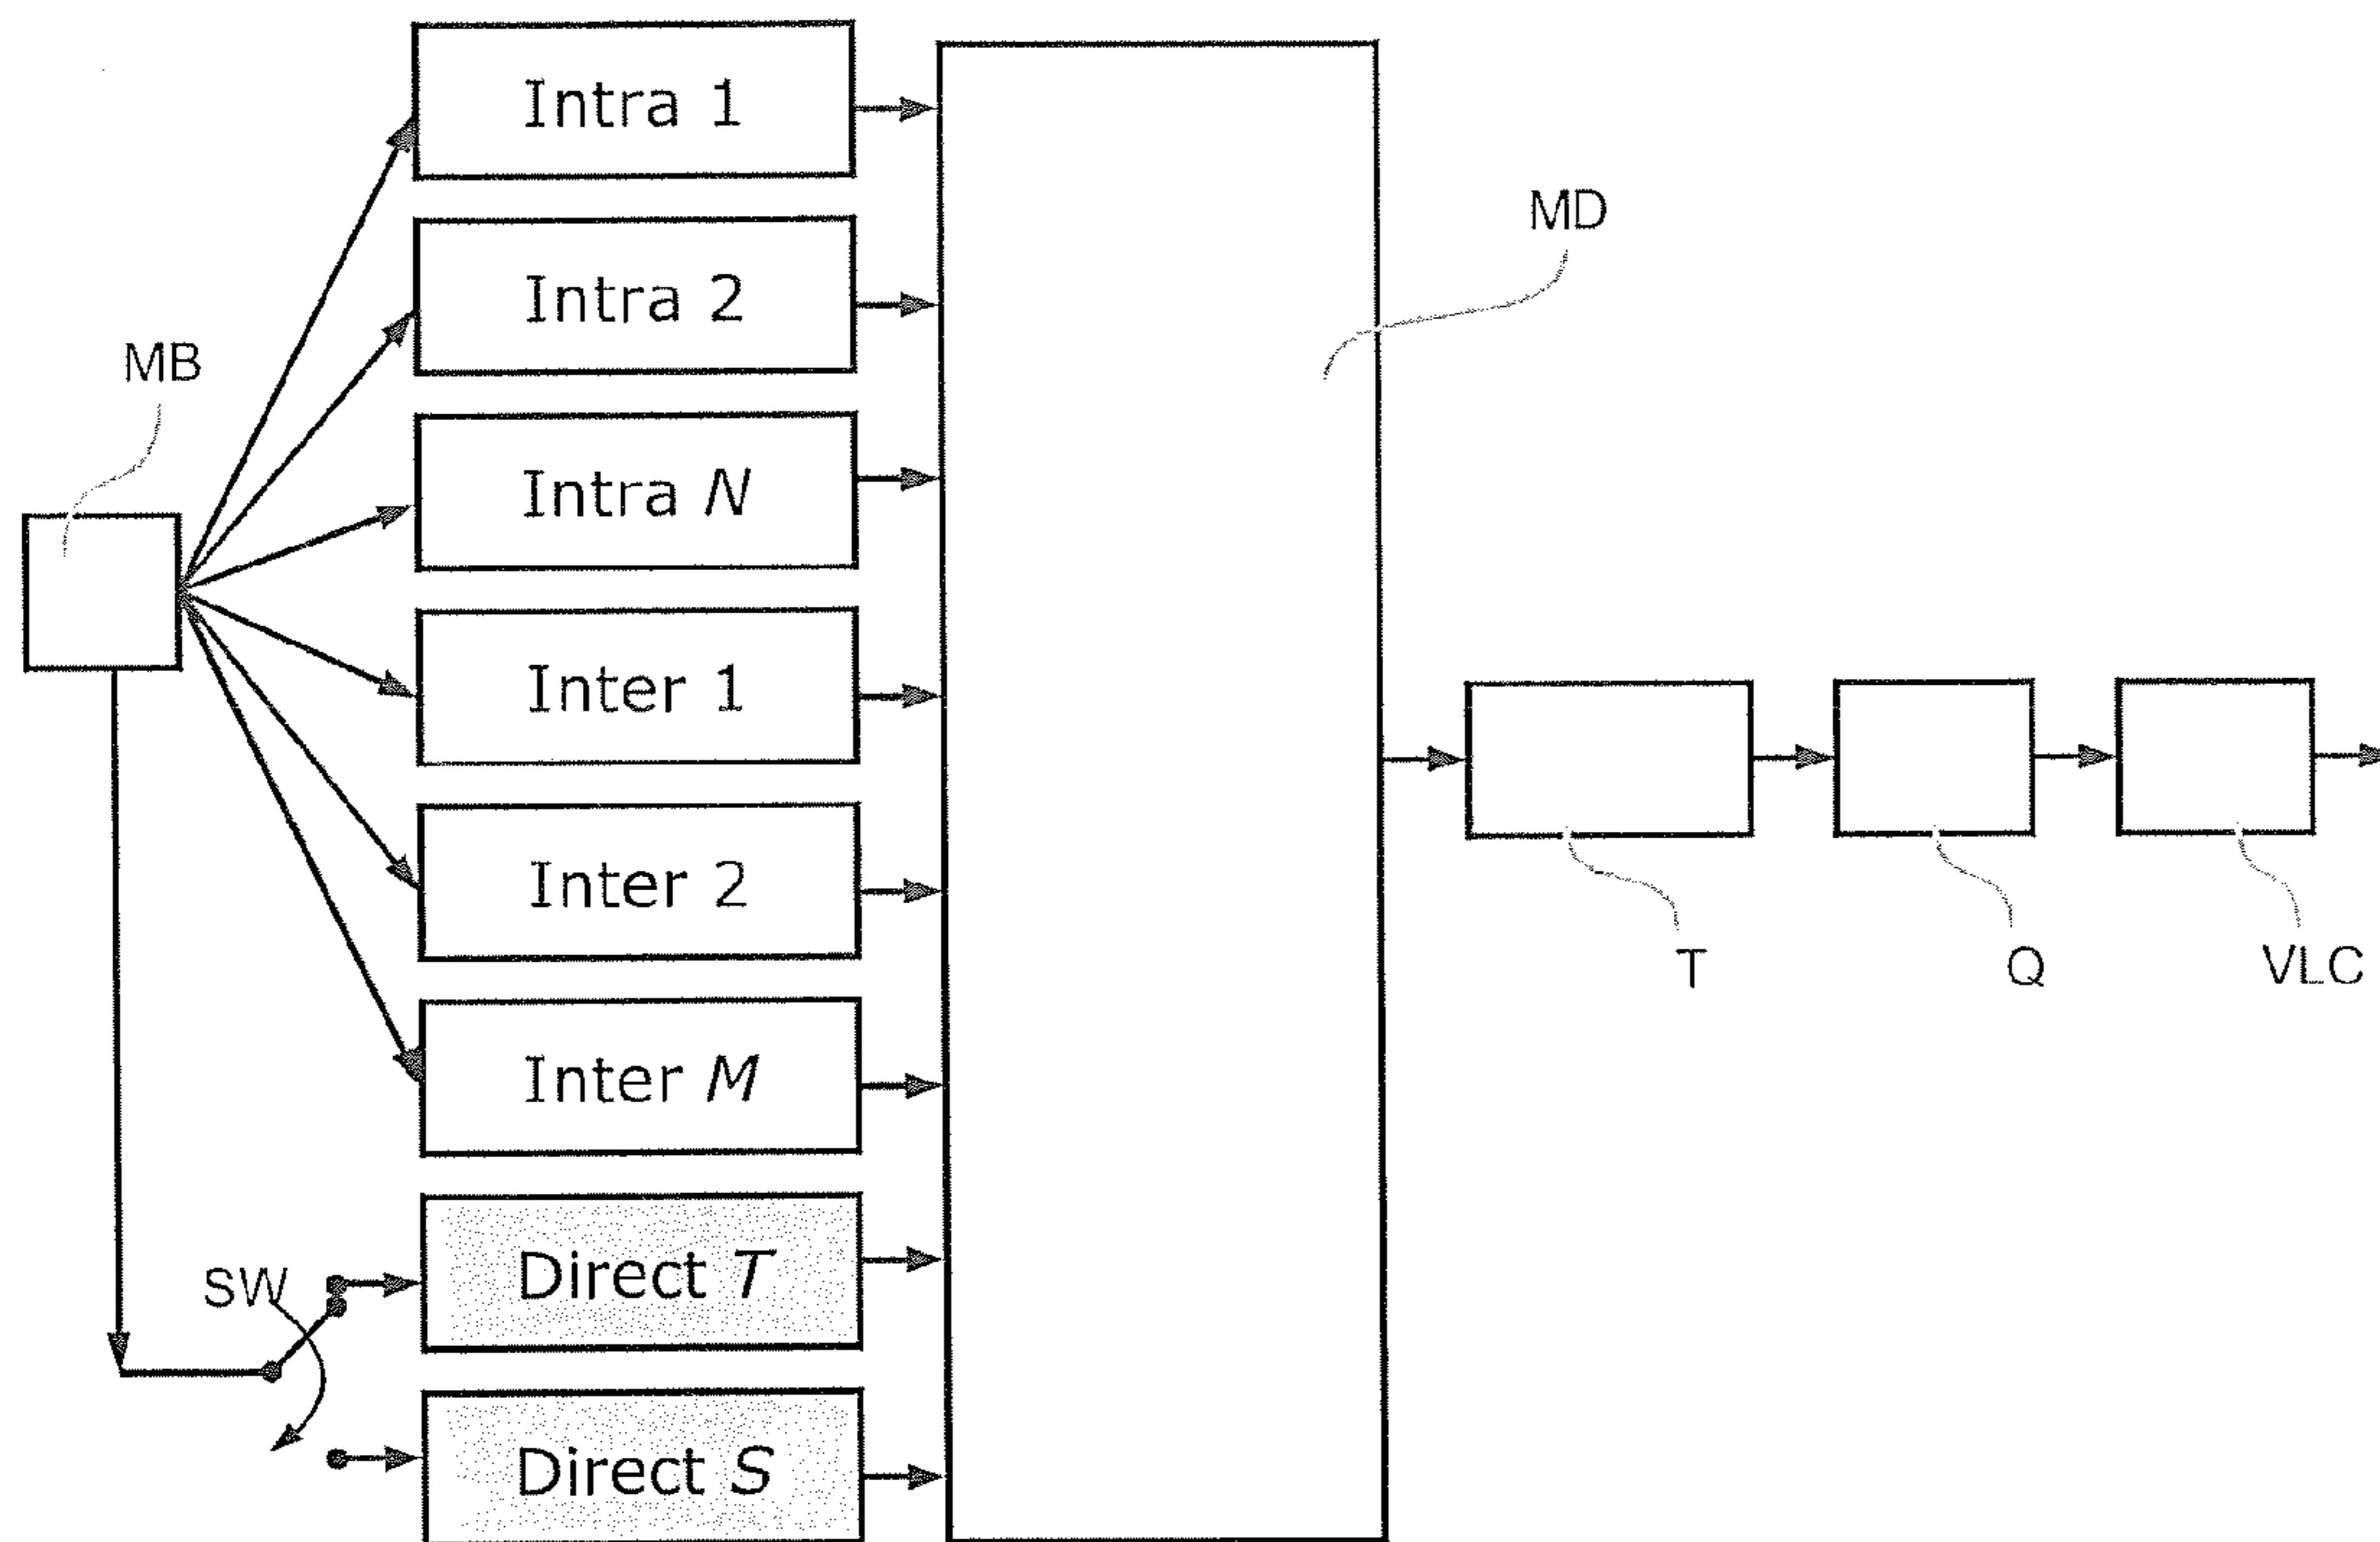 Intra 1
MD
Intra 2
MB
Intra N
Inter 1
Inter 2
T
Q
VLC
Inter M
Direct T
SW
Direct S